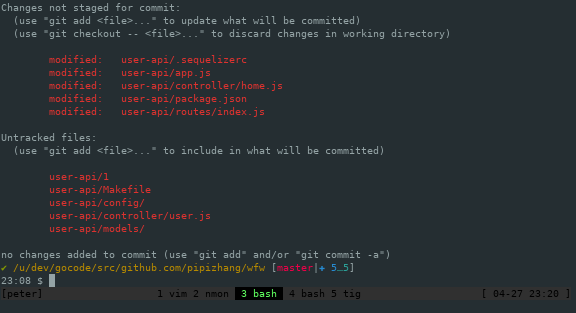 Changes not staged for commit:
(use "git add <file>..." to update what will be committed)
(use "git checkout -- <file>..." to discard changes in working directory)
modified:   user-api/.sequelizerc
modified:   user-api/app.js
modified:   user-api/controller/home.js
modified:   user-api/package.json
modified:   user-api/routes/index.js
Untracked files:
(use "git add <file>..." to include in what will be committed)
user-api/1
user-api/Makefile
user-api/config/
user-api/controller/user.js
user-api/models/
no changes added to commit (use "git add" and/or "git commit -a")
✔ /u/dev/gocode/src/github.com/pipizhang/wfw [master|✚ 5…5]
23:08 $
[peter] 1 vim 2 nmon 3 bash 4 bash 5 tig [ 04-27 23:20 ]